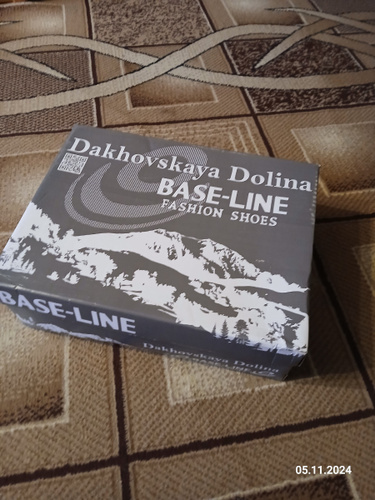 Dakhovskaya Dolina
BASE-LINE
FASHION SHOES
BASE-LINE
Dakhovskaya Dolina
05.11.2024